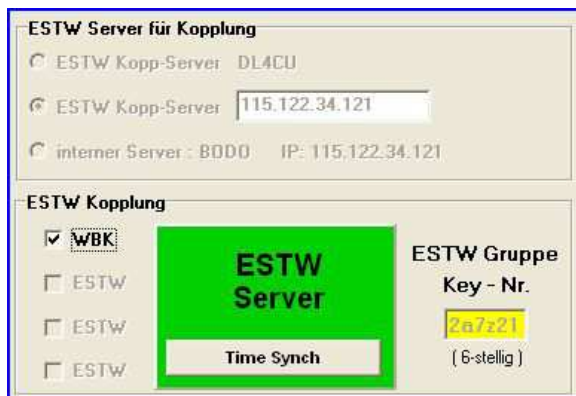 ESTW Server für Kopplung
ESTW Kopp-Server DL4CU
ESTW Kopp-Server 115.122.34.121
interner Server : BODO IP: 115.122.34.121
ESTW Kopplung
WBK
ESTW
ESTW
ESTW
ESTW
Server
Time Synch
ESTW Gruppe
Key - Nr.
2a7z21
( 6-stellig )